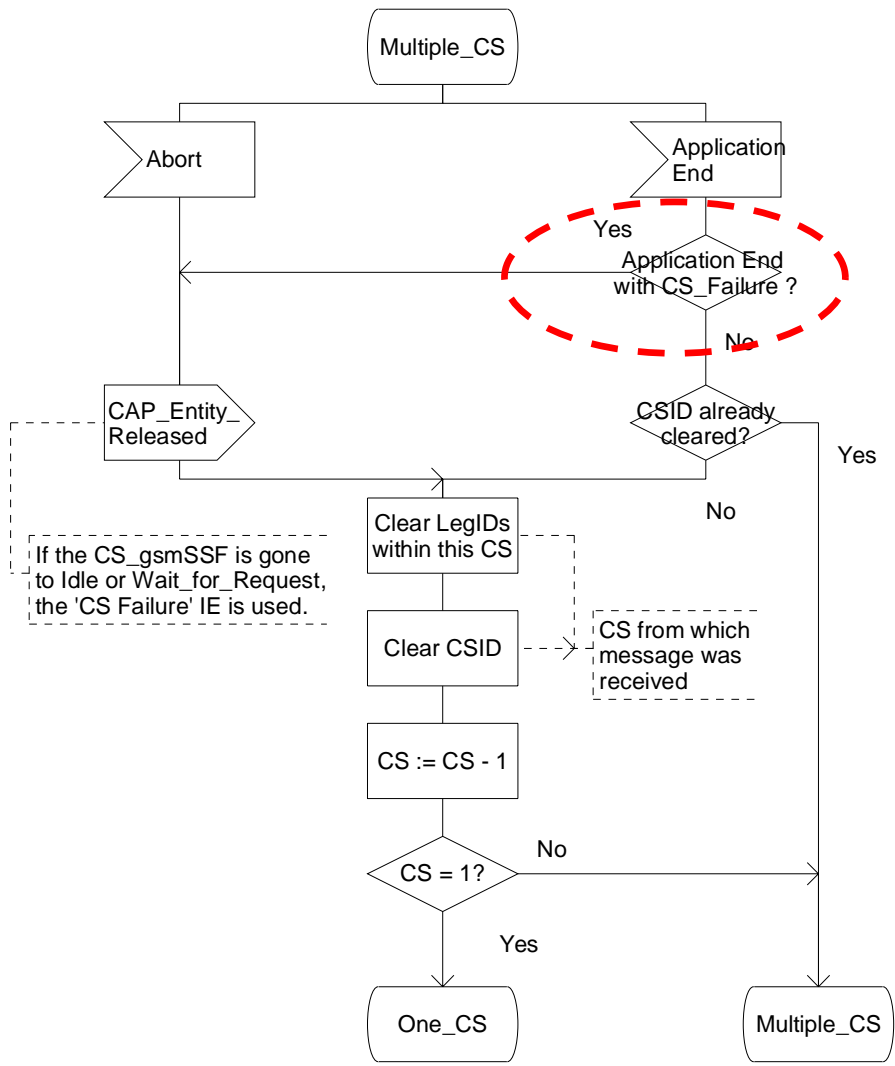 Multiple_CS
Abort
Application
End
Yes
Application End
with CS_Failure ?
No
CAP_Entity_
Released
CSID already
cleared?
Yes
No
Clear LegIDs
within this CS
If the CS_gsmSSF is gone
to Idle or Wait_for_Request,
the 'CS Failure' IE is used.
Clear CSID
CS from which
message was
received
CS := CS - 1
CS = 1?
No
Yes
One_CS
Multiple_CS